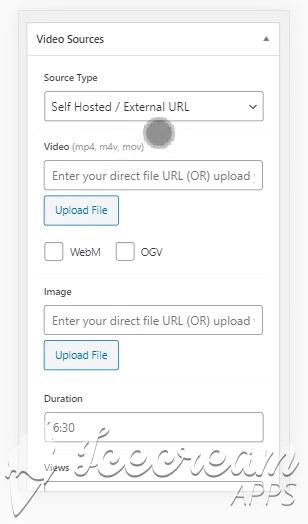 Video Sources
Source Type
Self Hosted / External URL
Video (mp4, m4v, mov)
Enter your direct file URL (OR) upload
Upload File
WebM
OGV
Image
Enter your direct file URL (OR) upload
Upload File
Duration
6:30
Views
Icecream
APPS